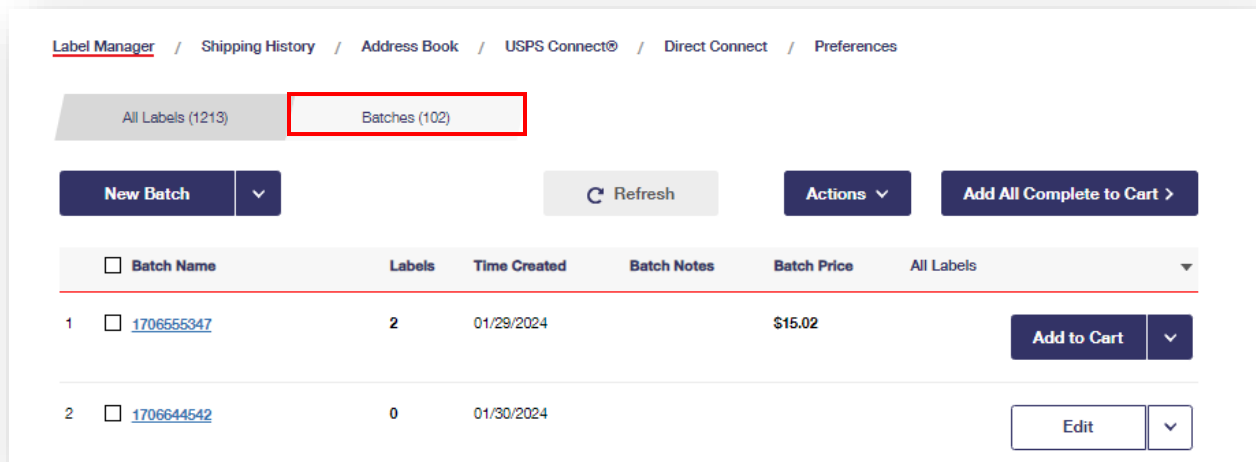 Label Manager / Shipping History / Address Book / USPS Connect® / Direct Connect / Preferences
All Labels (1213) Batches (102)
New Batch Refresh Actions Add All Complete to Cart >
Batch Name Labels Time Created Batch Notes Batch Price All Labels
1 1706555347 2 01/29/2024 $15.02 Add to Cart
2 1706644542 0 01/30/2024 Edit